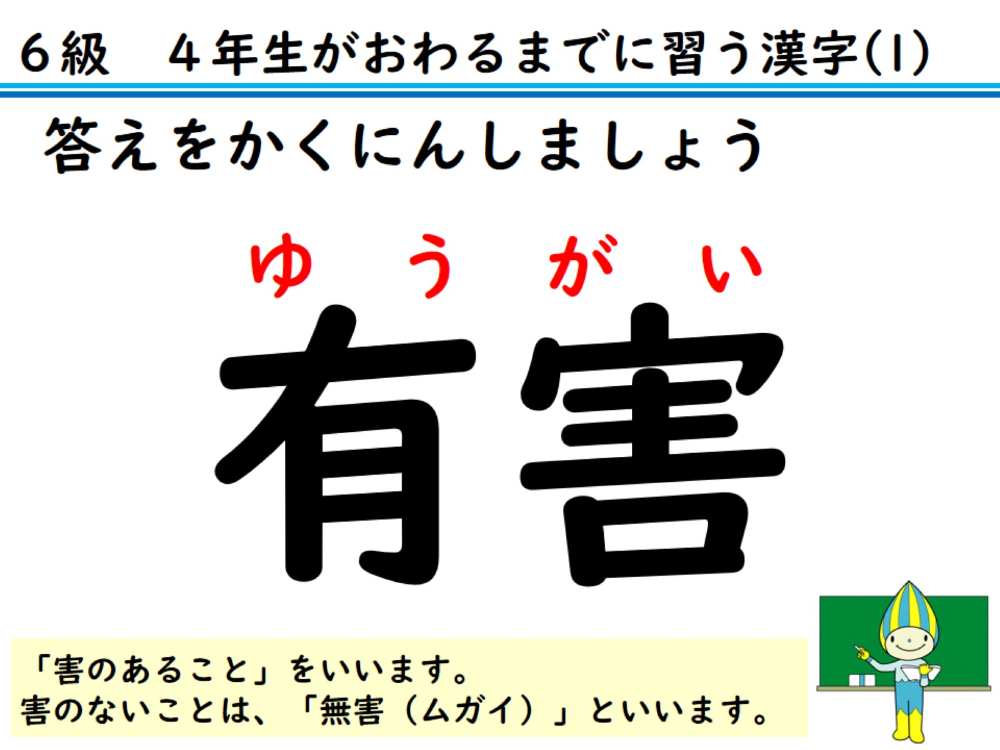 ６級　４年生がおわるまでに習う漢字(1)
答えをかくにんしましょう
ゆうがい
有害
「害のあること」をいいます。
害のないことは、「無害（ムガイ）」といいます。